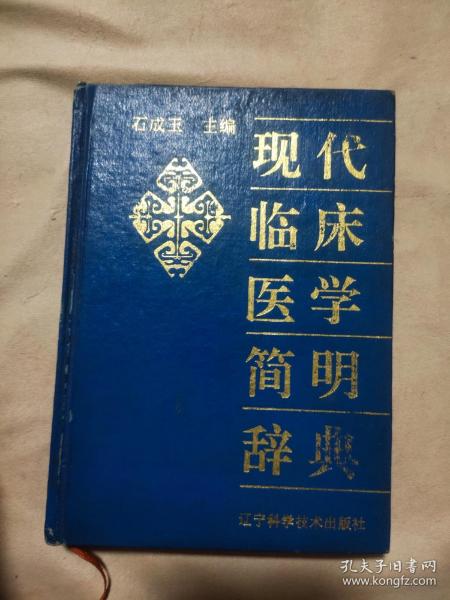 石成玉 主编
现代
临床
医学
简明
辞典
辽宁科学技术出版社
孔夫子旧书网
www.kongfz.com